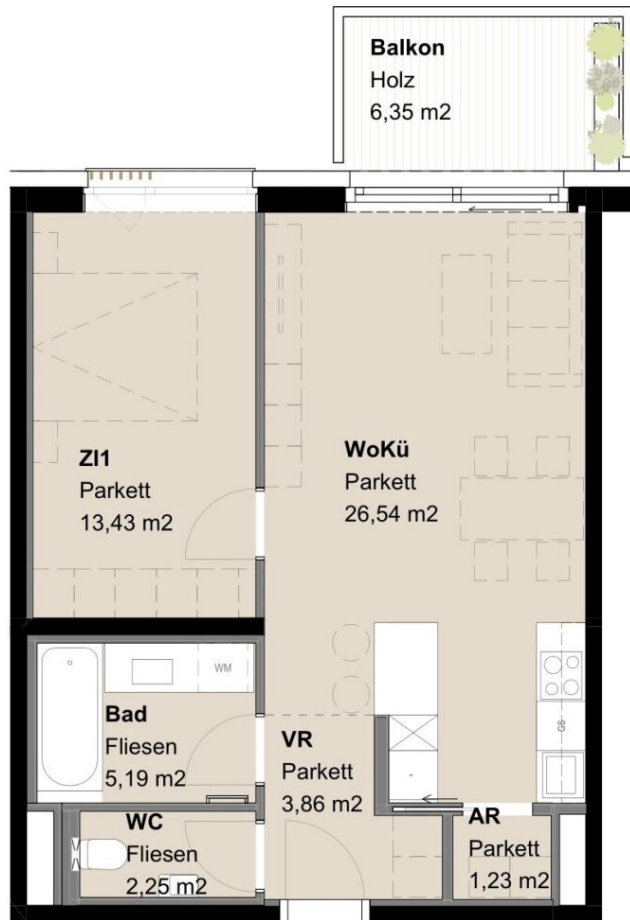 Balkon
Holz
6,35 m2
ZI1
Parkett
13,43 m2
WoKü
Parkett
26,54 m2
WM
Bad
Fliesen
5,19 m2
VR
Parkett
3,86 m2
GS
WC
Fliesen
2,25 m2
AR
Parkett
1,23 m2